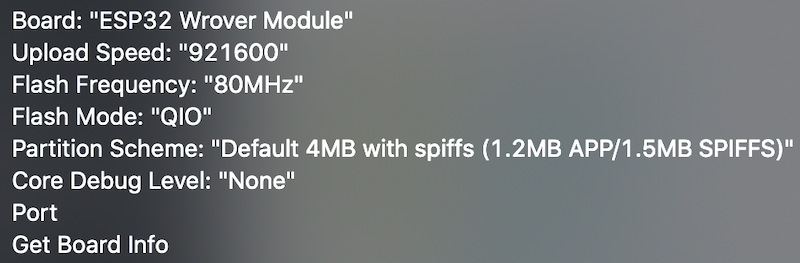 Board: "ESP32 Wrover Module"
Upload Speed: "921600"
Flash Frequency: "80MHz"
Flash Mode: "QIO"
Partition Scheme: "Default 4MB with spiffs (1.2MB APP/1.5MB SPIFFS)"
Core Debug Level: "None"
Port
Get Board Info